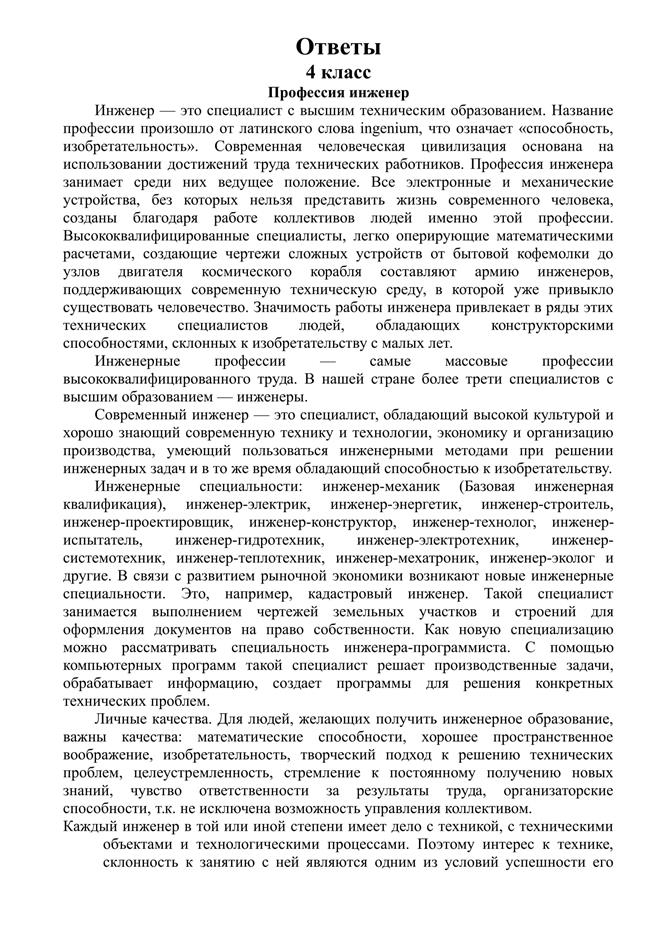 Ответы
4 класс
Профессия инженер
Инженер — это специалист с высшим техническим образованием. Название
профессии произошло от латинского слова ingenium, что означает «способность,
изобретательность». Современная человеческая цивилизация основана на
использовании достижений труда технических работников. Профессия инженера
занимает среди них ведущее положение. Все электронные и механические
устройства, без которых нельзя представить жизнь современного человека,
созданы благодаря работе коллективов людей именно этой профессии.
Высококвалифицированные специалисты, легко оперирующие математическими
расчетами, создающие чертежи сложных устройств от бытовой кофемолки до
узлов двигателя космического корабля составляют армию инженеров,
поддерживающих современную техническую среду, в которой уже привыкло
существовать человечество. Значимость работы инженера привлекает в ряды этих
технических специалистов людей, обладающих конструкторскими
способностями, склонных к изобретательству с малых лет.
Инженерные профессии — самые массовые профессии
высококвалифицированного труда. В нашей стране более трети специалистов с
высшим образованием — инженеры.
Современный инженер — это специалист, обладающий высокой культурой и
хорошо знающий современную технику и технологии, экономику и организацию
производства, умеющий пользоваться инженерными методами при решении
инженерных задач и в то же время обладающий способностью к изобретательству.
Инженерные специальности: инженер-механик (Базовая инженерная
квалификация), инженер-электрик, инженер-энергетик, инженер-строитель,
инженер-проектировщик, инженер-конструктор, инженер-технолог, инженер-
испытатель, инженер-гидротехник, инженер-электротехник, инженер-
системотехник, инженер-теплотехник, инженер-мехатроник, инженер-эколог и
другие. В связи с развитием рыночной экономики возникают новые инженерные
специальности. Это, например, кадастровый инженер. Такой специалист
занимается выполнением чертежей земельных участков и строений для
оформления документов на право собственности. Как новую специализацию
можно рассматривать специальность инженера-программиста. С помощью
компьютерных программ такой специалист решает производственные задачи,
обрабатывает информацию, создает программы для решения конкретных
технических проблем.
Личные качества. Для людей, желающих получить инженерное образование,
важны качества: математические способности, хорошее пространственное
воображение, изобретательность, творческий подход к решению технических
проблем, целеустремленность, стремление к постоянному получению новых
знаний, чувство ответственности за результаты труда, организаторские
способности, т.к. не исключена возможность управления коллективом.
Каждый инженер в той или иной степени имеет дело с техникой, с техническими
объектами и технологическими процессами. Поэтому интерес к технике,
склонность к занятию с ней являются одним из условий успешности его